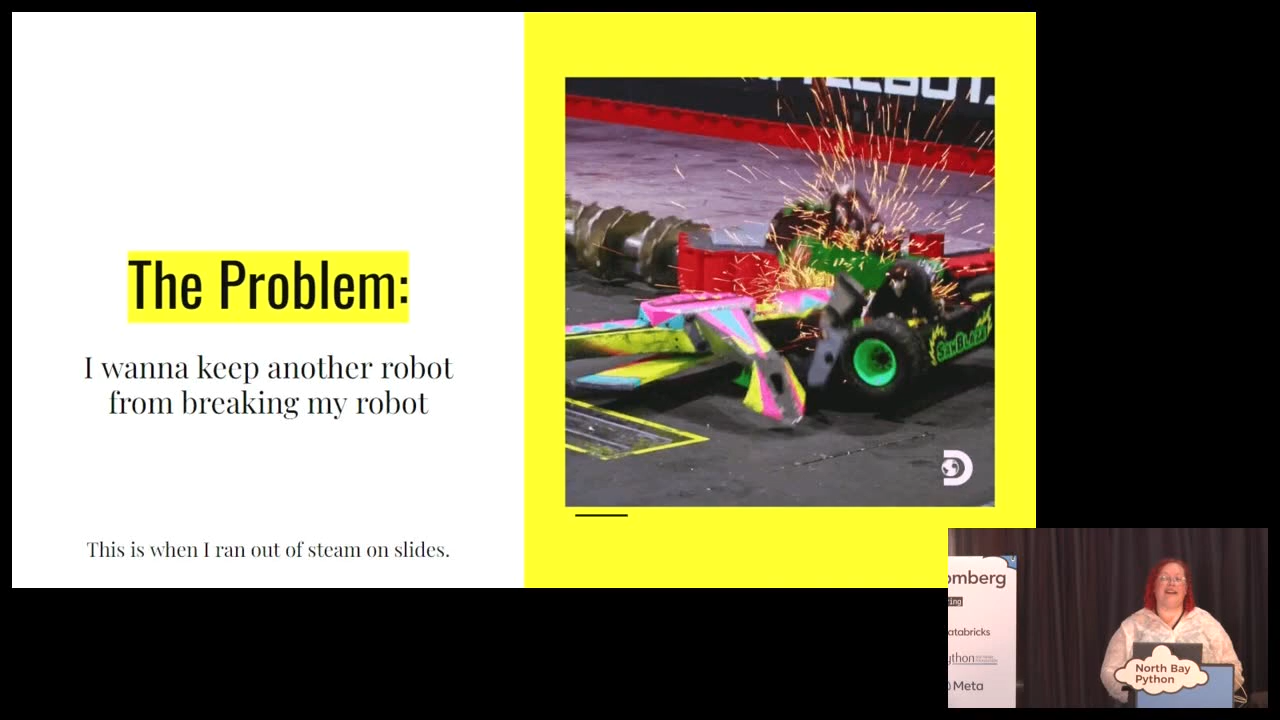 The Problem:
I wanna keep another robot
from breaking my robot
This is when I ran out of steam on slides.
SAWBLAZE
omberg
atabricks
ython
Meta
North Bay
Python